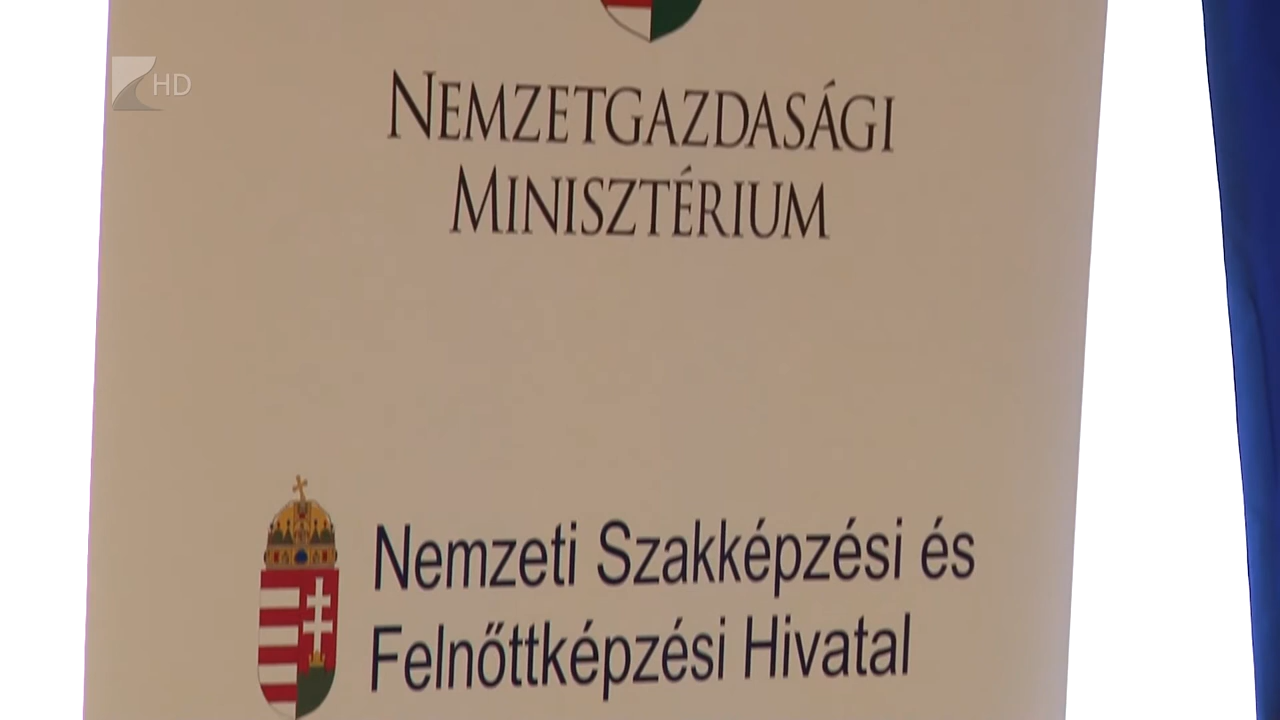 HD
NEMZETGAZDASÁGI
MINISZTÉRIUM
Nemzeti Szakképzési és
Felnőttképzési Hivatal